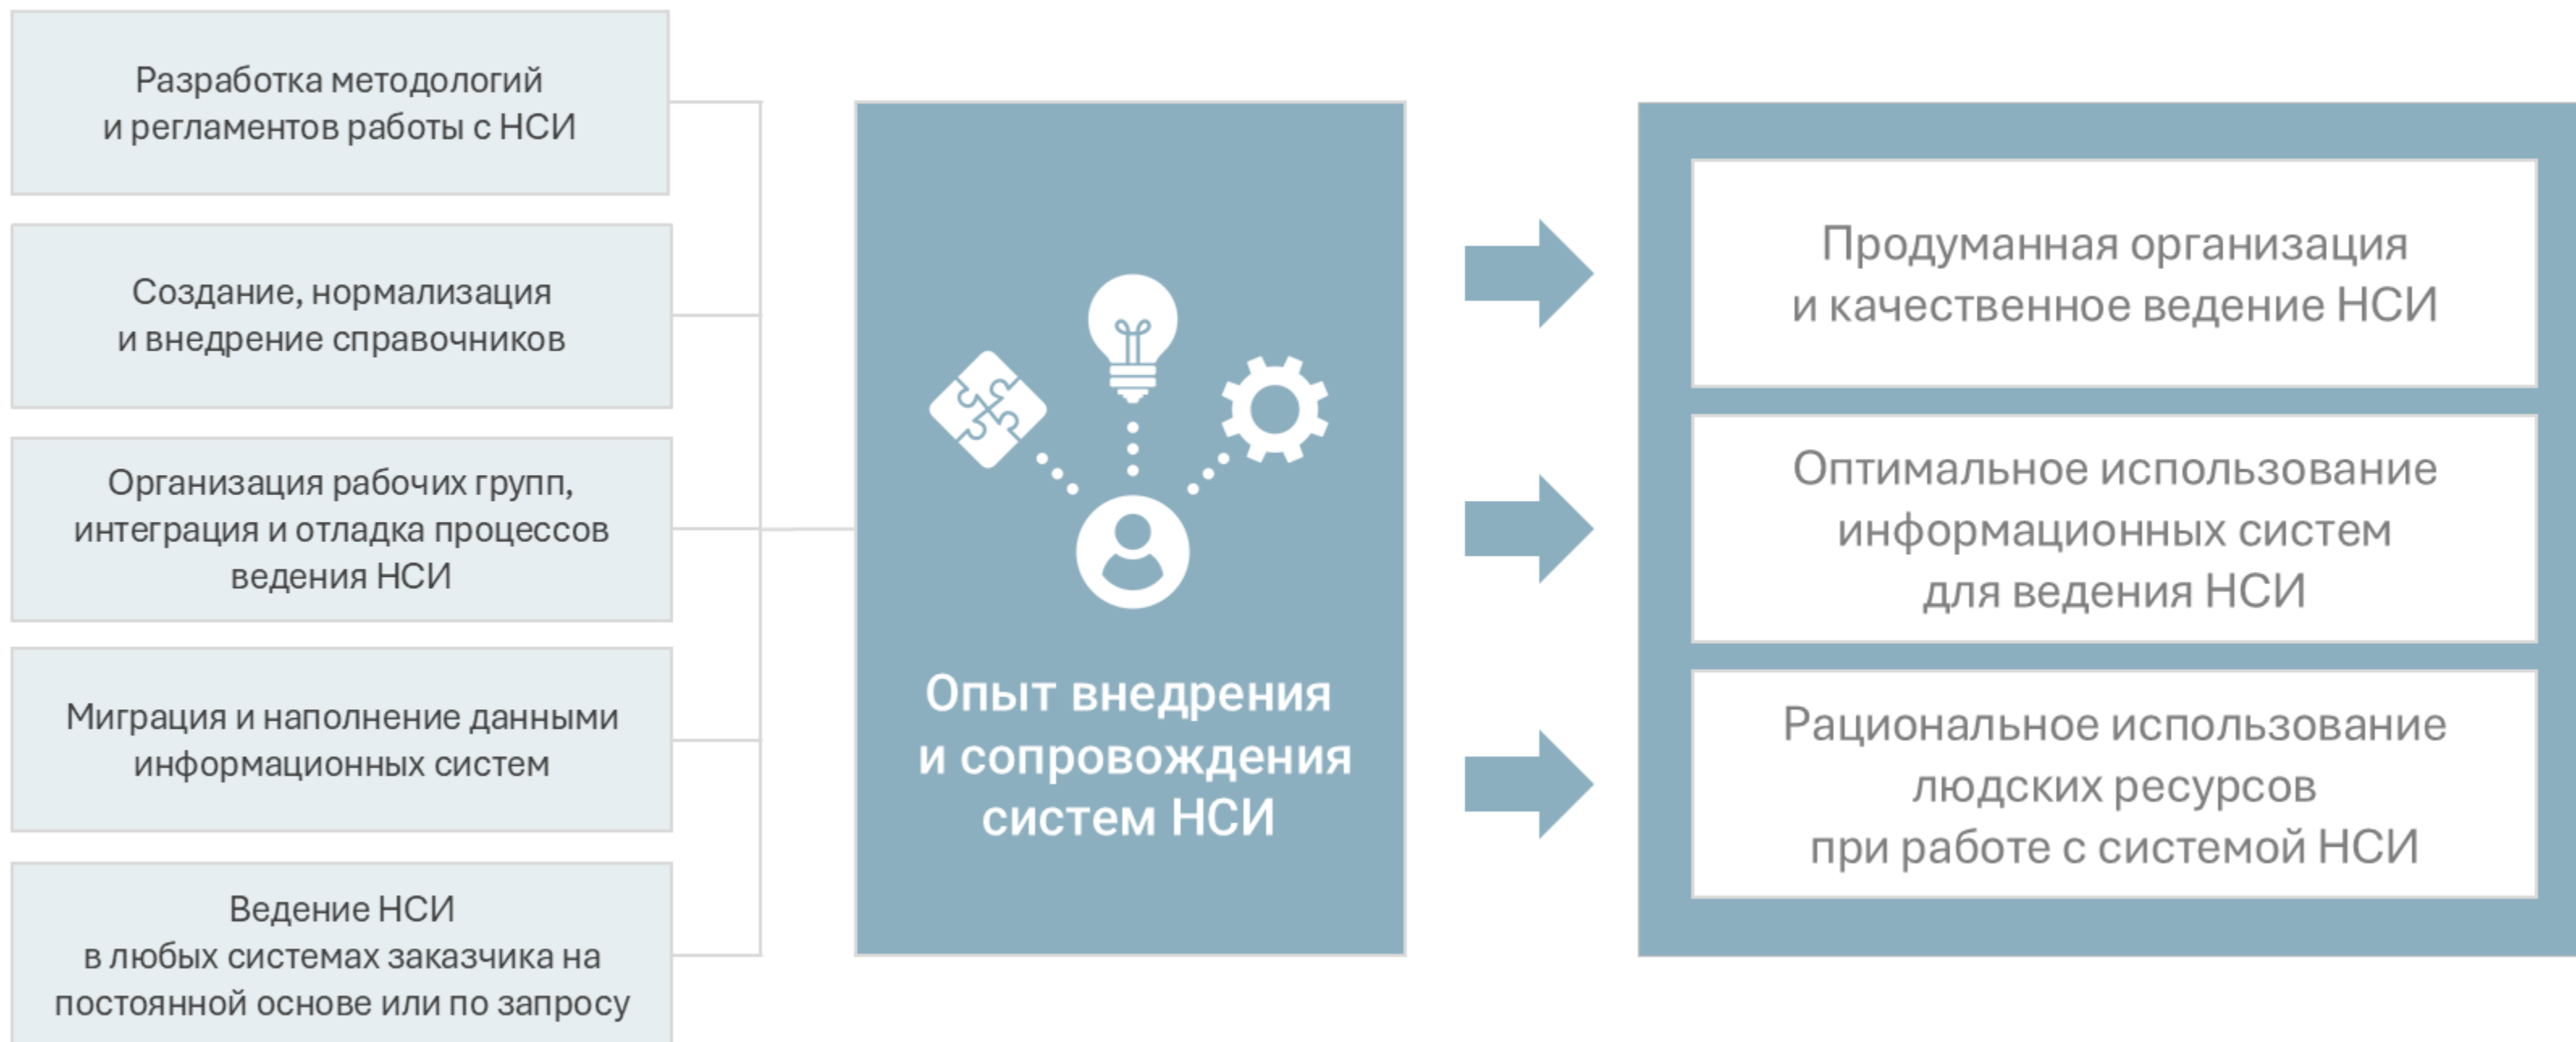 Разработка методологий
и регламентов работы с НСИ
Создание, нормализация
и внедрение справочников
Организация рабочих групп,
интеграция и отладка процессов
ведения НСИ
Миграция и наполнение данными
информационных систем
Ведение НСИ
в любых системах заказчика на
постоянной основе или по запросу
Опыт внедрения
и сопровождения
систем НСИ
Продуманная организация
и качественное ведение НСИ
Оптимальное использование
информационных систем
для ведения НСИ
Рациональное использование
людских ресурсов
при работе с системой НСИ